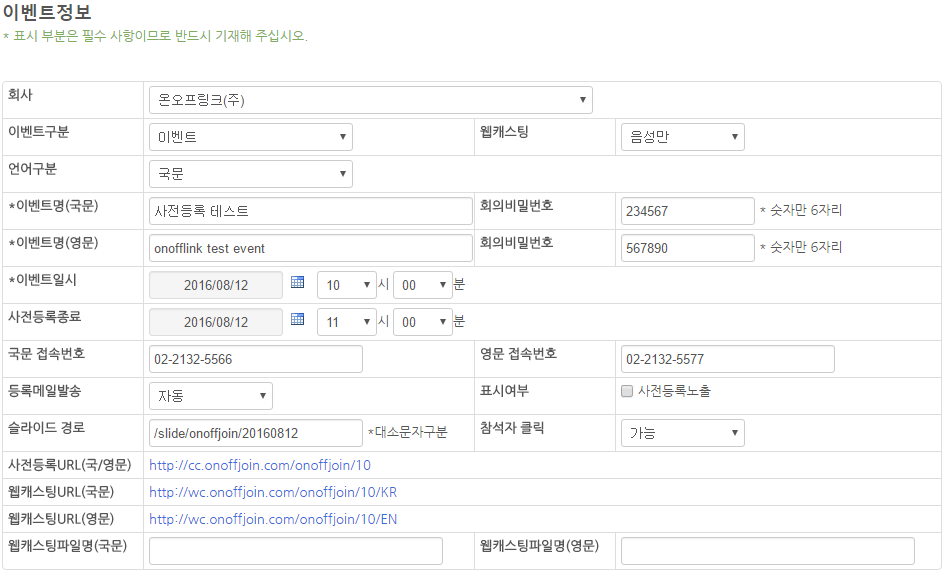 이벤트정보
* 표시 부분은 필수 사항이므로 반드시 기재해 주십시오.
회사 온오프링크(주)
이벤트구분 이벤트 웹캐스팅 음성만
언어구분 국문
*이벤트명(국문) 사전등록 테스트 회의비밀번호 234567 * 숫자만 6자리
*이벤트명(영문) onofflink test event 회의비밀번호 567890 * 숫자만 6자리
*이벤트일시 2016/08/12 10 시 00 분
사전등록종료 2016/08/12 11 시 00 분
국문 접속번호 02-2132-5566 영문 접속번호 02-2132-5577
등록메일발송 자동 표시여부 사전등록노출
슬라이드 경로 /slide/onoffjoin/20160812 *대소문자구분 참석자 클릭 가능
사전등록URL(국/영문) http://cc.onoffjoin.com/onoffjoin/10
웹캐스팅URL(국문) http://wc.onoffjoin.com/onoffjoin/10/KR
웹캐스팅URL(영문) http://wc.onoffjoin.com/onoffjoin/10/EN
웹캐스팅파일명(국문) 웹캐스팅파일명(영문)